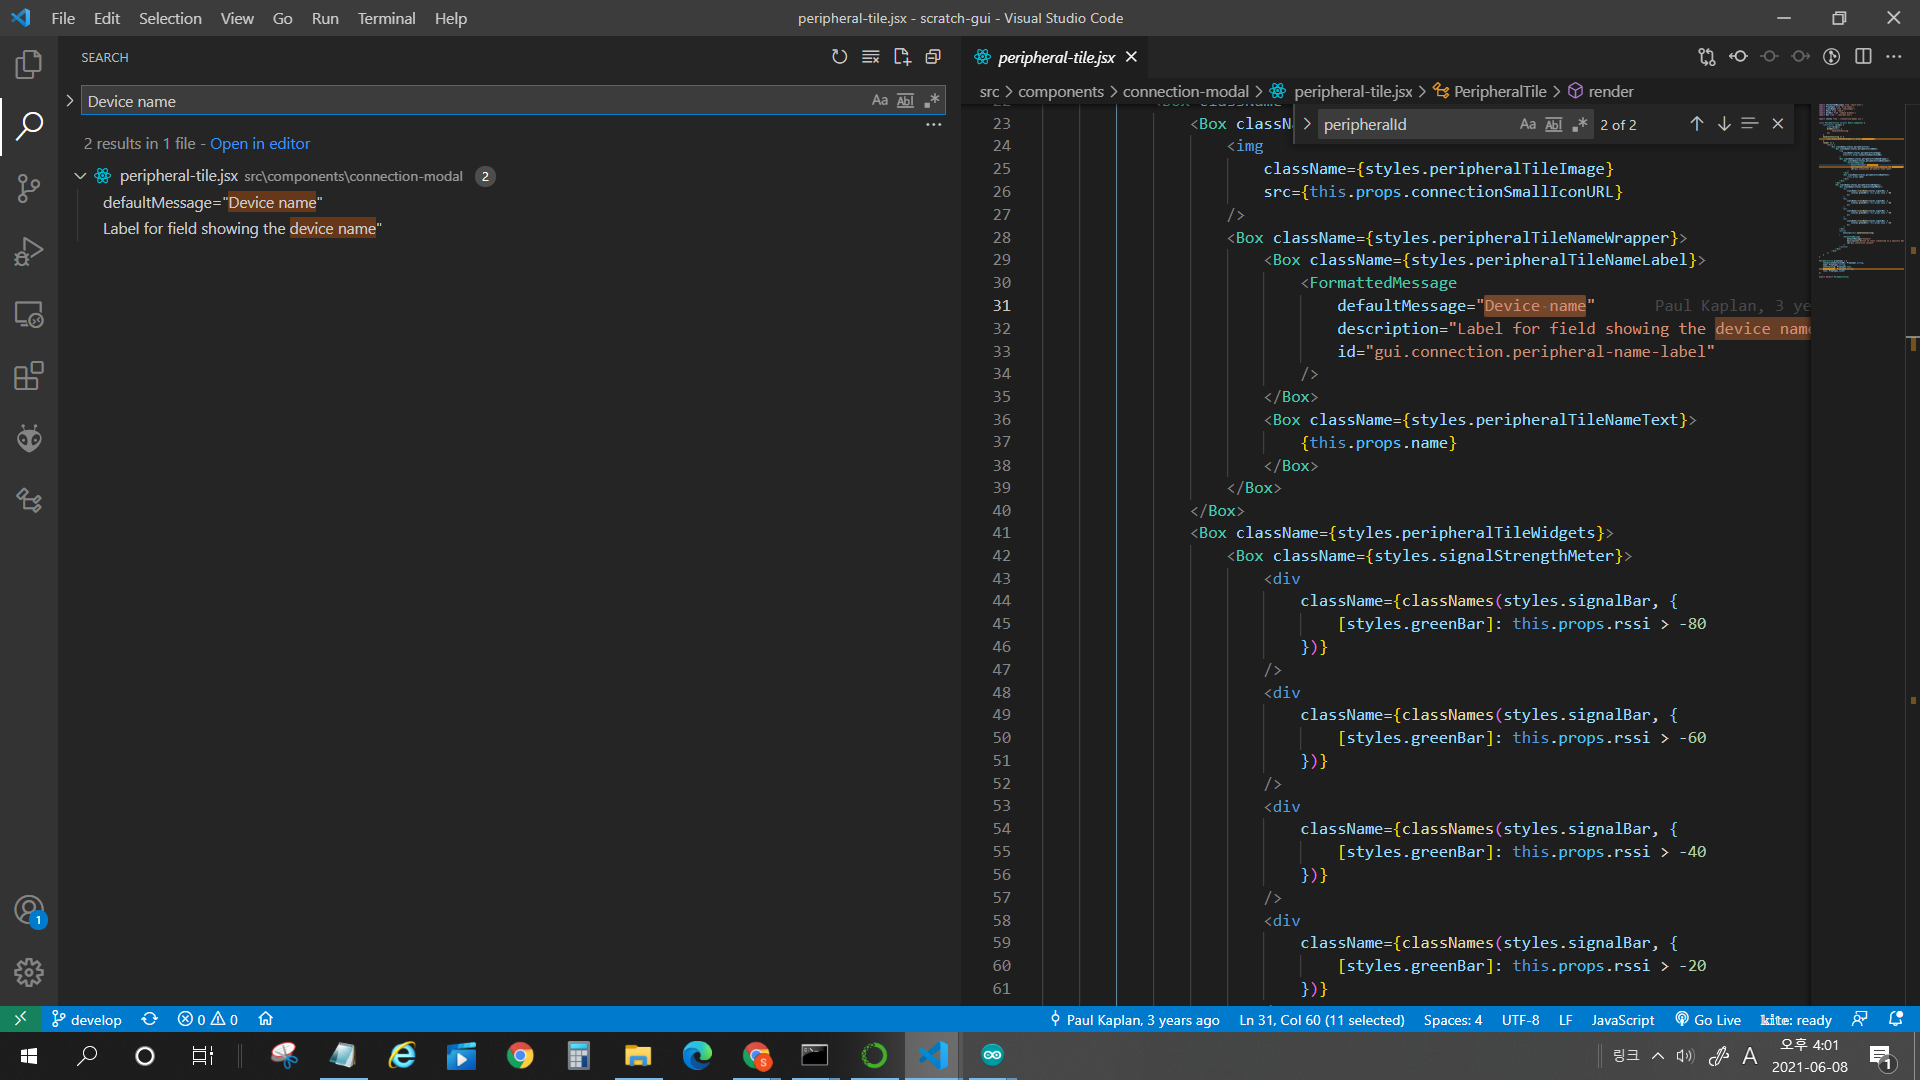 File Edit Selection View Go Run Terminal Help
peripheral-tile.jsx - scratch-gui - Visual Studio Code
SEARCH
Device name
Aa
Abl
2 results in 1 file - Open in editor
peripheral-tile.jsx src\components\connection-modal 2
defaultMessage="Device name"
Label for field showing the device name"
peripheral-tile.jsx
src > components > connection-modal > peripheral-tile.jsx > PeripheralTile > render
peripheralId
Aa
Abl
2 of 2
23 <Box classN
24 <img
25 className={styles.peripheralTileImage}
26 src={this.props.connectionSmallIconURL}
27 />
28 <Box className={styles.peripheralTileNameWrapper}>
29 <Box className={styles.peripheralTileNameLabel}>
30 <FormattedMessage
31 defaultMessage="Device name" Paul Kaplan, 3 ye
32 description="Label for field showing the device nam
33 id="gui.connection.peripheral-name-label"
34 />
35 </Box>
36 <Box className={styles.peripheralTileNameText}>
37 {this.props.name}
38 </Box>
39 </Box>
40 </Box>
41 <Box className={styles.peripheralTileWidgets}>
42 <Box className={styles.signalStrengthMeter}>
43 <div
44 className={classNames(styles.signalBar, {
45 [styles.greenBar]: this.props.rssi > -80
46 })}
47 />
48 <div
49 className={classNames(styles.signalBar, {
50 [styles.greenBar]: this.props.rssi > -60
51 })}
52 />
53 <div
54 className={classNames(styles.signalBar, {
55 [styles.greenBar]: this.props.rssi > -40
56 })}
57 />
58 <div
59 className={classNames(styles.signalBar, {
60 [styles.greenBar]: this.props.rssi > -20
61 })}
1
develop 0 0
Paul Kaplan, 3 years ago Ln 31, Col 60 (11 selected) Spaces: 4 UTF-8 LF JavaScript Go Live kite: ready
링크
A
오후 4:01
2021-06-08
1